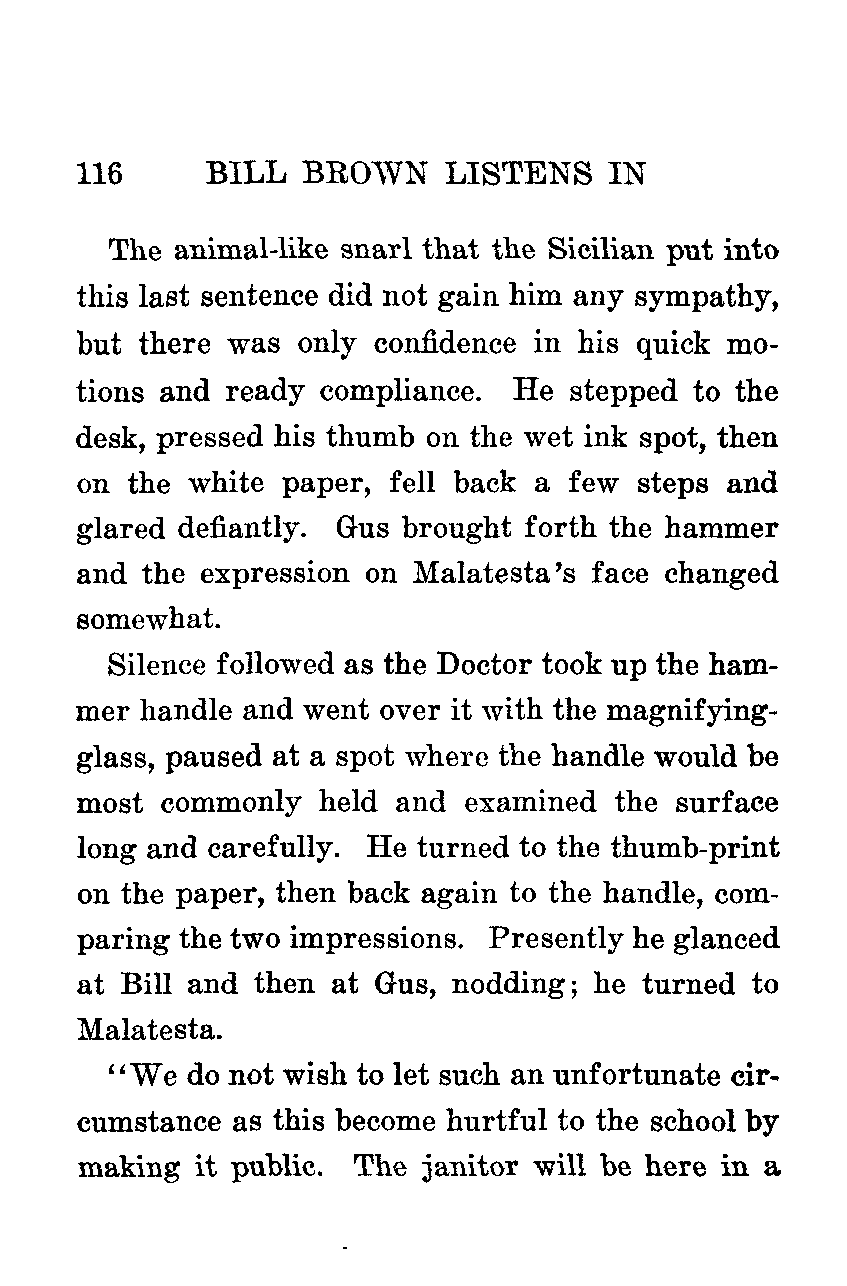 116 BILL BROWN LISTENS IN
The animal-like snarl that the Sicilian put into
this last sentence did not gain him any sympathy,
but there was only confidence in his quick mo-
tions and ready compliance. He stepped to the
desk, pressed his thumb on the wet ink spot, then
on the white paper, fell back a few steps and
glared defiantly. Gus brought forth the hammer
and the expression on Malatesta's face changed
somewhat.
Silence followed as the Doctor took up the ham-
mer handle and went over it with the magnifying-
glass, paused at a spot where the handle would be
most commonly held and examined the surface
long and carefully. He turned to the thumb-print
on the paper, then back again to the handle, com-
paring the two impressions. Presently he glanced
at Bill and then at Gus, nodding; he turned to
Malatesta.
“We do not wish to let such an unfortunate cir-
cumstance as this become hurtful to the school by
making it public. The janitor will be here in a